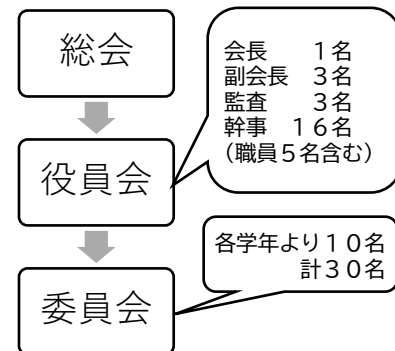 総会
会長　　１名
副会長　３名
監査　　３名
幹事　１６名
(職員５名含む)
役員会
各学年より１０名
計３０名
委員会